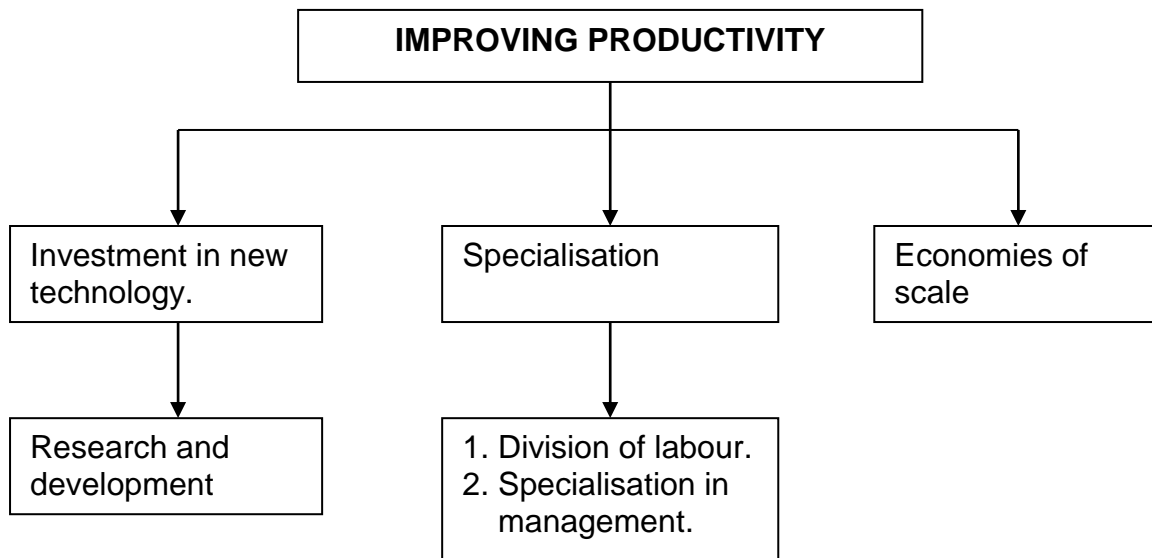 IMPROVING PRODUCTIVITY
Investment in new
technology.
Specialisation
Economies of
scale
Research and
development
1. Division of labour.
2. Specialisation in
management.